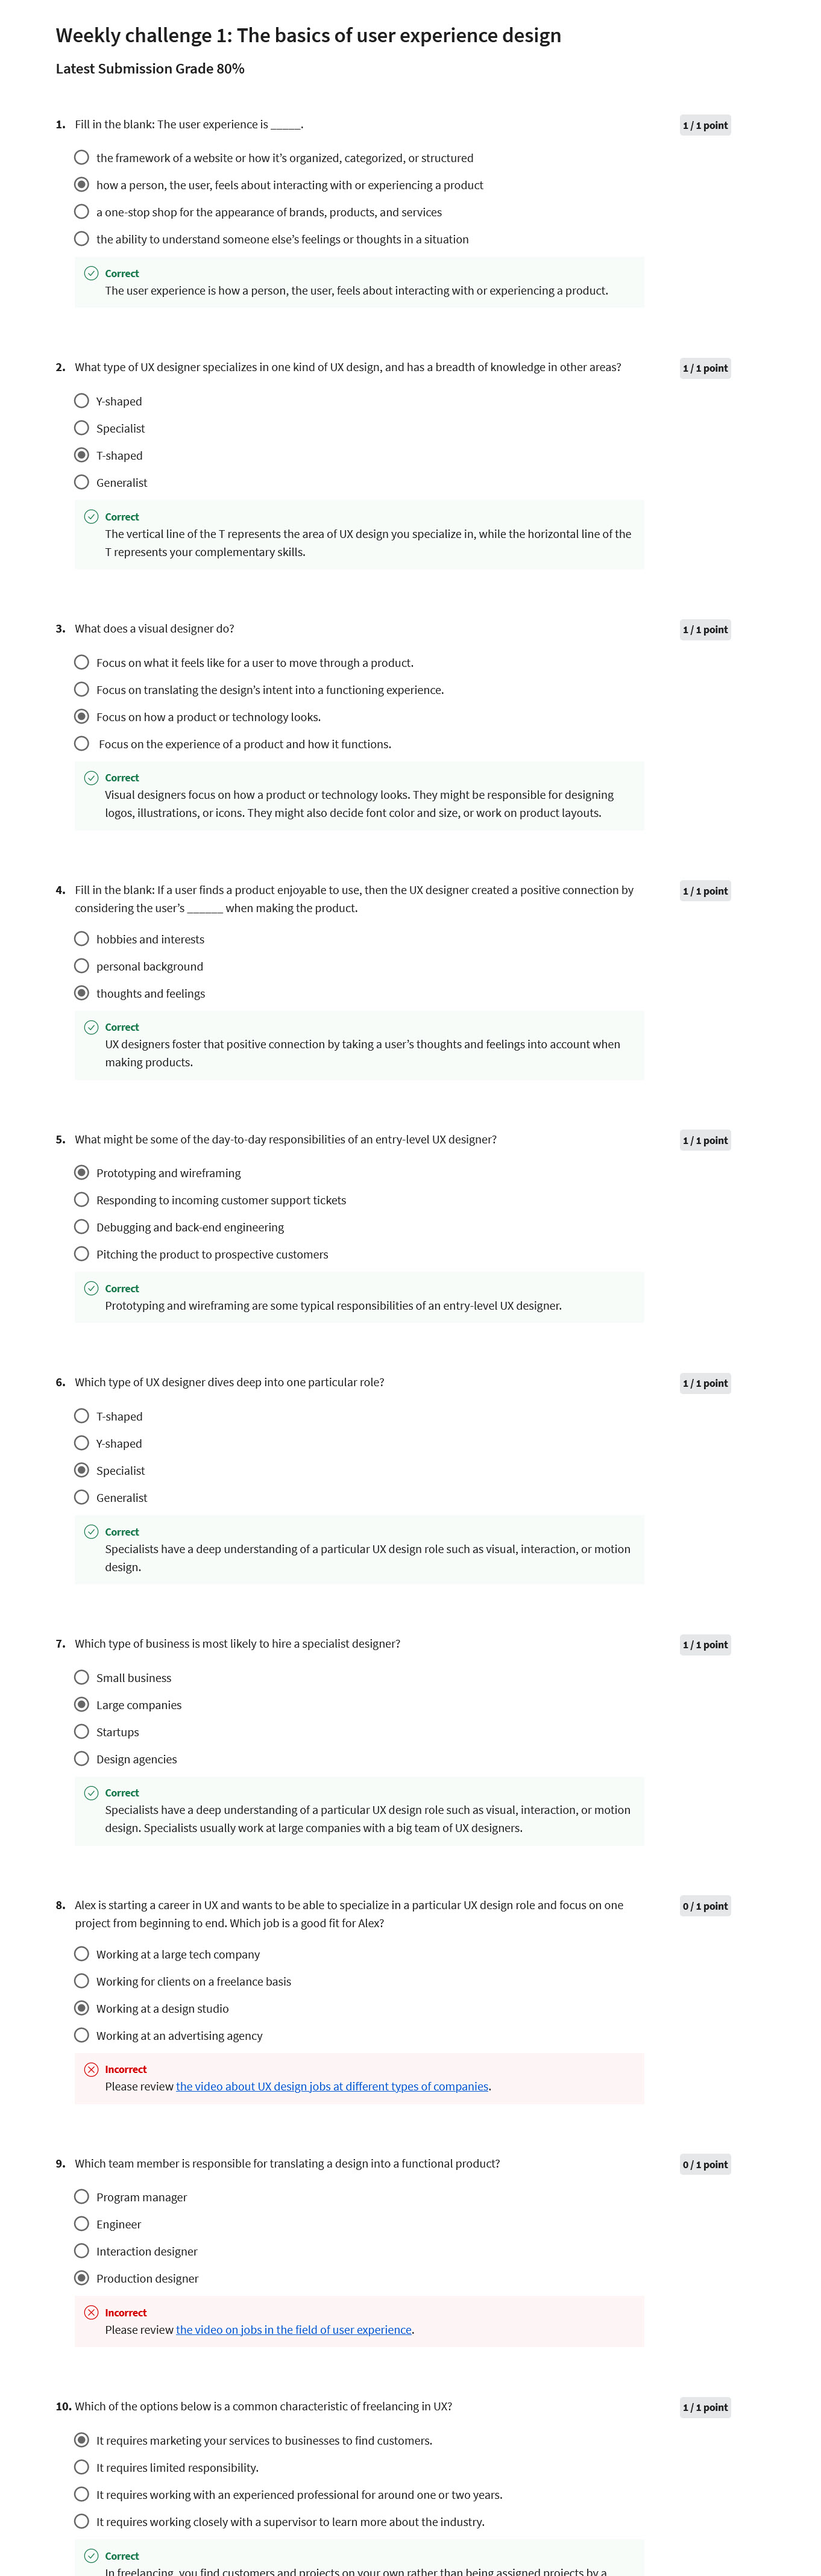 Weekly challenge 1: The basics of user experience design
Latest Submission Grade 80%
1. Fill in the blank: The user experience is _____.
1 / 1 point
the framework of a website or how it’s organized, categorized, or structured
how a person, the user, feels about interacting with or experiencing a product
a one-stop shop for the appearance of brands, products, and services
the ability to understand someone else’s feelings or thoughts in a situation
Correct
The user experience is how a person, the user, feels about interacting with or experiencing a product.
2. What type of UX designer specializes in one kind of UX design, and has a breadth of knowledge in other areas?
1 / 1 point
Y-shaped
Specialist
T-shaped
Generalist
Correct
The vertical line of the T represents the area of UX design you specialize in, while the horizontal line of the
T represents your complementary skills.
3. What does a visual designer do?
1 / 1 point
Focus on what it feels like for a user to move through a product.
Focus on translating the design’s intent into a functioning experience.
Focus on how a product or technology looks.
Focus on the experience of a product and how it functions.
Correct
Visual designers focus on how a product or technology looks. They might be responsible for designing
logos, illustrations, or icons. They might also decide font color and size, or work on product layouts.
4. Fill in the blank: If a user finds a product enjoyable to use, then the UX designer created a positive connection by
considering the user’s ______ when making the product.
1 / 1 point
hobbies and interests
personal background
thoughts and feelings
Correct
UX designers foster that positive connection by taking a user’s thoughts and feelings into account when
making products.
5. What might be some of the day-to-day responsibilities of an entry-level UX designer?
1 / 1 point
Prototyping and wireframing
Responding to incoming customer support tickets
Debugging and back-end engineering
Pitching the product to prospective customers
Correct
Prototyping and wireframing are some typical responsibilities of an entry-level UX designer.
6. Which type of UX designer dives deep into one particular role?
1 / 1 point
T-shaped
Y-shaped
Specialist
Generalist
Correct
Specialists have a deep understanding of a particular UX design role such as visual, interaction, or motion
design.
7. Which type of business is most likely to hire a specialist designer?
1 / 1 point
Small business
Large companies
Startups
Design agencies
Correct
Specialists have a deep understanding of a particular UX design role such as visual, interaction, or motion
design. Specialists usually work at large companies with a big team of UX designers.
8. Alex is starting a career in UX and wants to be able to specialize in a particular UX design role and focus on one
project from beginning to end. Which job is a good fit for Alex?
0 / 1 point
Working at a large tech company
Working for clients on a freelance basis
Working at a design studio
Working at an advertising agency
Incorrect
Please review the video about UX design jobs at different types of companies.
9. Which team member is responsible for translating a design into a functional product?
0 / 1 point
Program manager
Engineer
Interaction designer
Production designer
Incorrect
Please review the video on jobs in the field of user experience.
10. Which of the options below is a common characteristic of freelancing in UX?
1 / 1 point
It requires marketing your services to businesses to find customers.
It requires limited responsibility.
It requires working with an experienced professional for around one or two years.
It requires working closely with a supervisor to learn more about the industry.
Correct
In freelancing, you find customers and projects on your own rather than being assigned projects by a